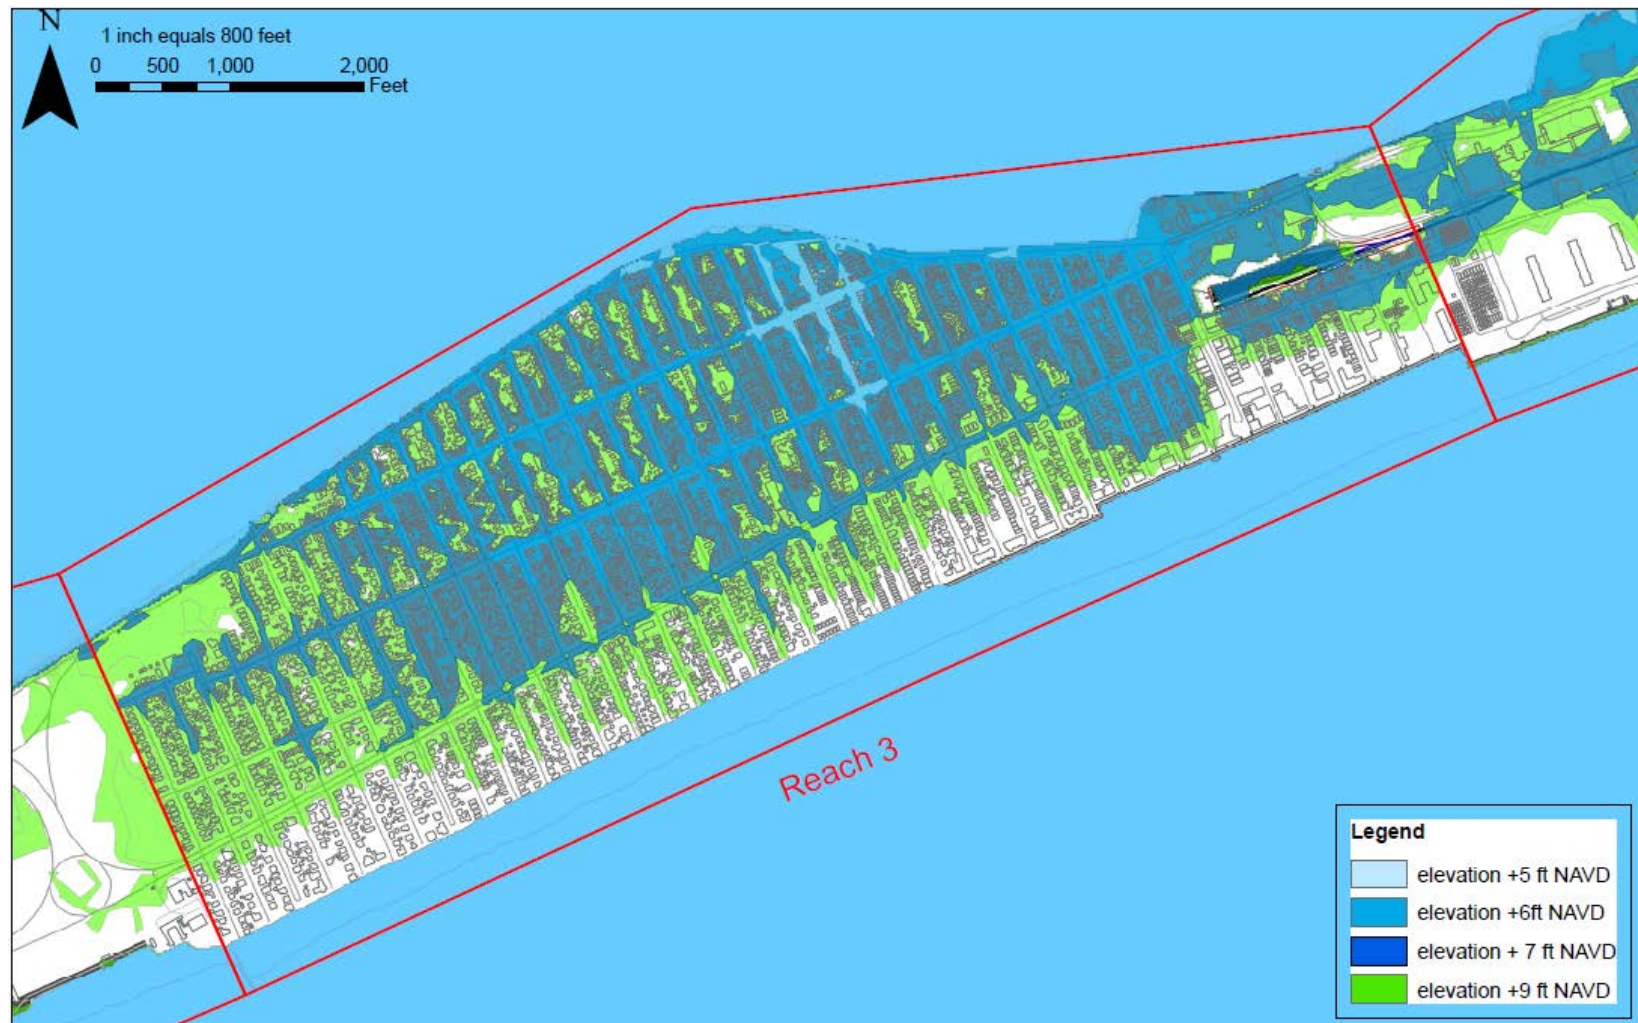 N
1 inch equals 800 feet
0 500 1,000 2,000
Feet
Reach 3
Legend
elevation +5 ft NAVD
elevation +6ft NAVD
elevation + 7 ft NAVD
elevation +9 ft NAVD